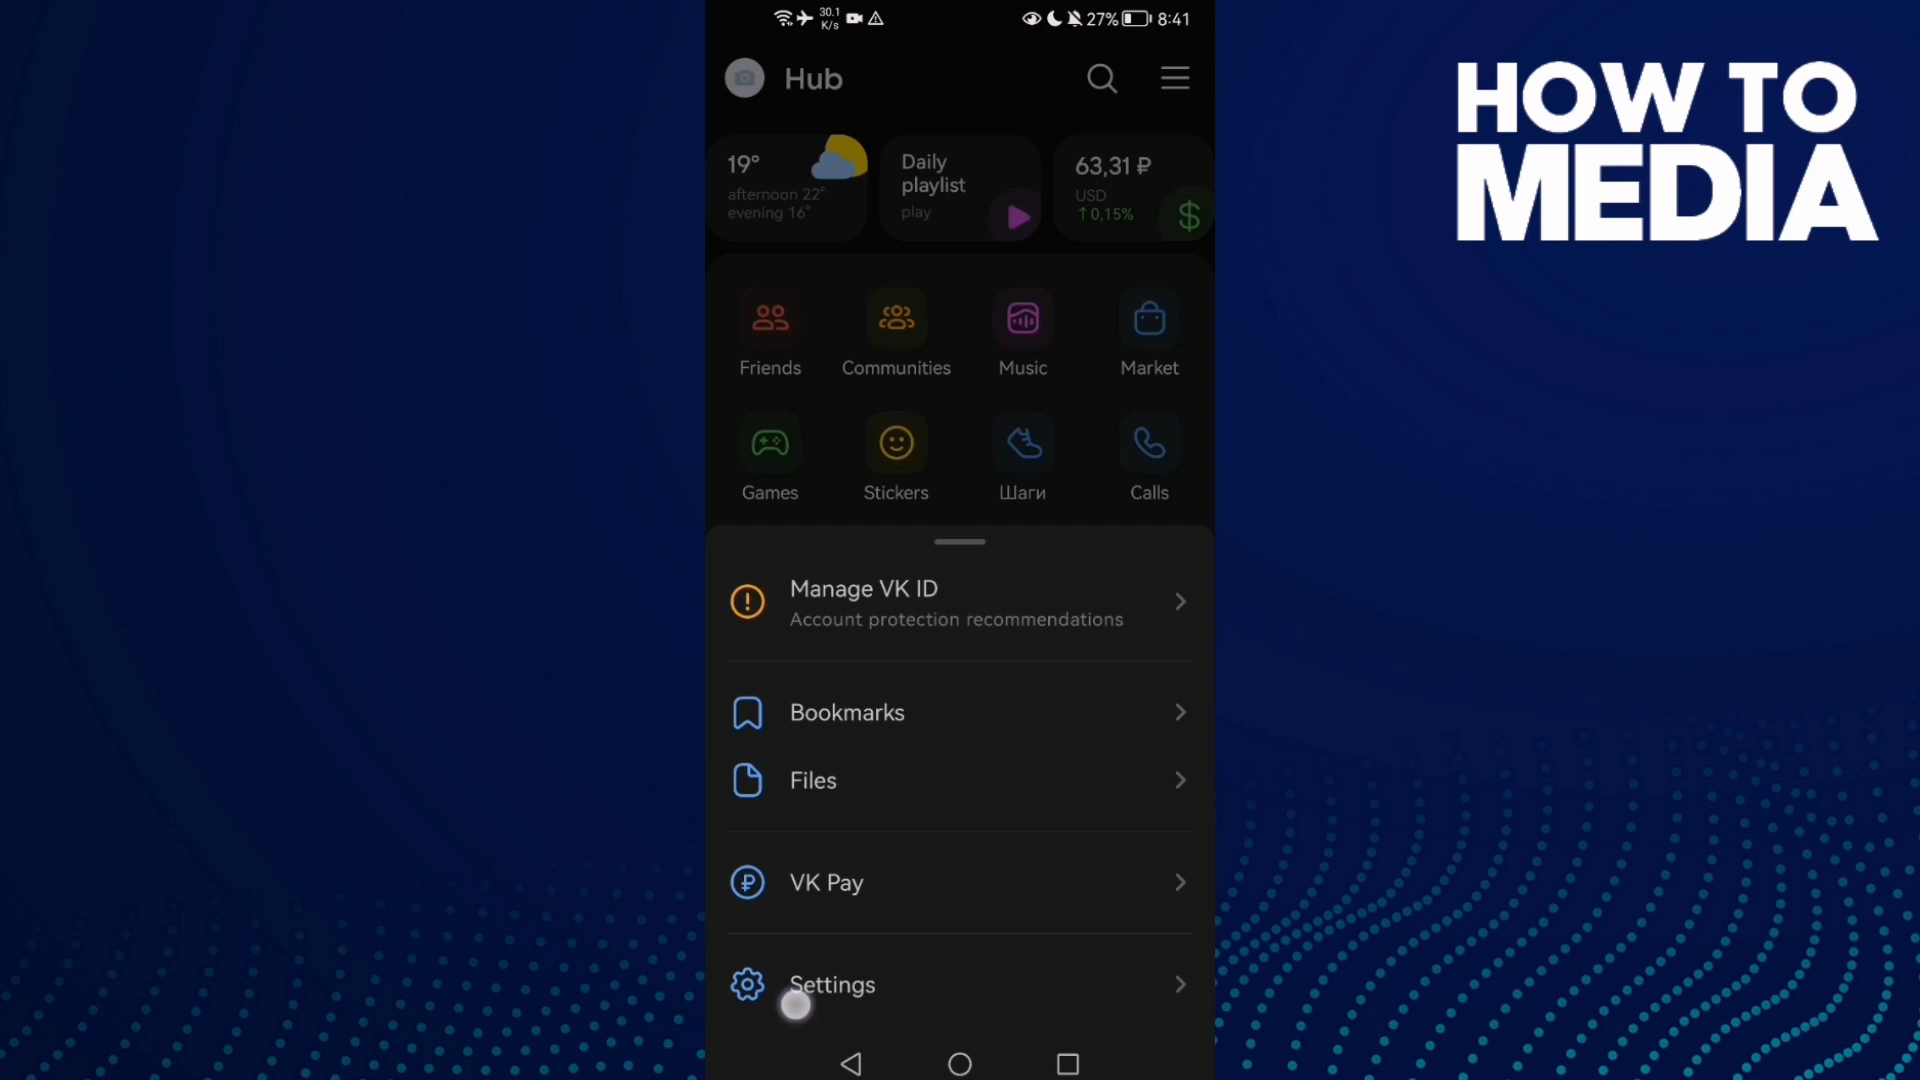 30.1
K/s
27%
8:41
HOW TO
MEDIA
Hub
19°
afternoon 22°
evening 16°
Daily
playlist
play
63,31 ₽
USD
↑0,15%
$
Friends
Communities
Music
Market
Games
Stickers
Шаги
Calls
Manage VK ID
Account protection recommendations
Bookmarks
Files
VK Pay
Settings